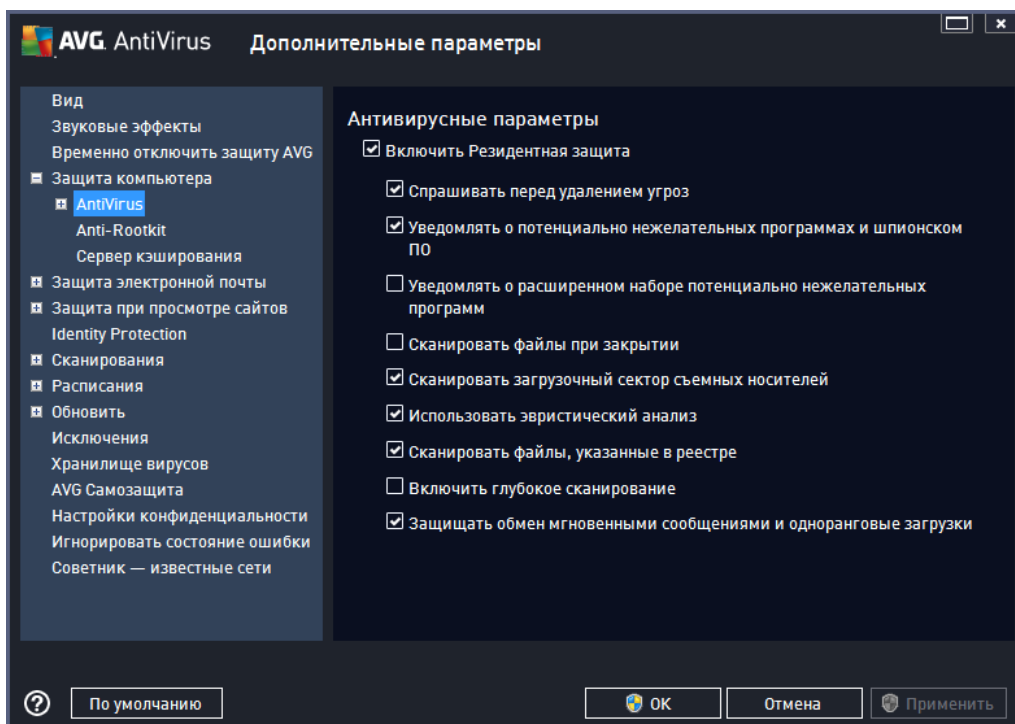 AVG. AntiVirus
Дополнительные параметры
Вид
Звуковые эффекты
Временно отключить защиту AVG
Защита компьютера
AntiVirus
Anti-Rootkit
Сервер кэширования
Защита электронной почты
Защита при просмотре сайтов
Identity Protection
Сканирования
Расписания
Обновить
Исключения
Хранилище вирусов
AVG Самозащита
Настройки конфиденциальности
Игнорировать состояние ошибки
Советник — известные сети
Антивирусные параметры
Включить Резидентная защита
Спрашивать перед удалением угроз
Уведомлять о потенциально нежелательных программах и шпионском
ПО
Уведомлять о расширенном наборе потенциально нежелательных
программ
Сканировать файлы при закрытии
Сканировать загрузочный сектор съемных носителей
Использовать эвристический анализ
Сканировать файлы, указанные в реестре
Включить глубокое сканирование
Защищать обмен мгновенными сообщениями и одноранговые загрузки
По умолчанию
ОК
Отмена
Применить